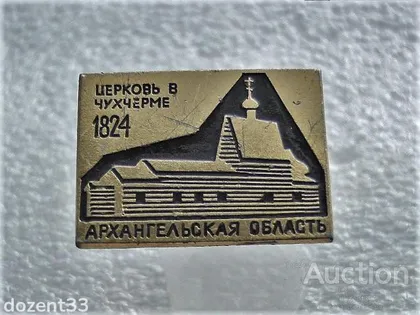 ЦЕРКОВЬ В
ЧУХЧЕРМЕ
1824
АРХАНГЕЛЬСКАЯ ОБЛАСТЬ
Auction
dozent33